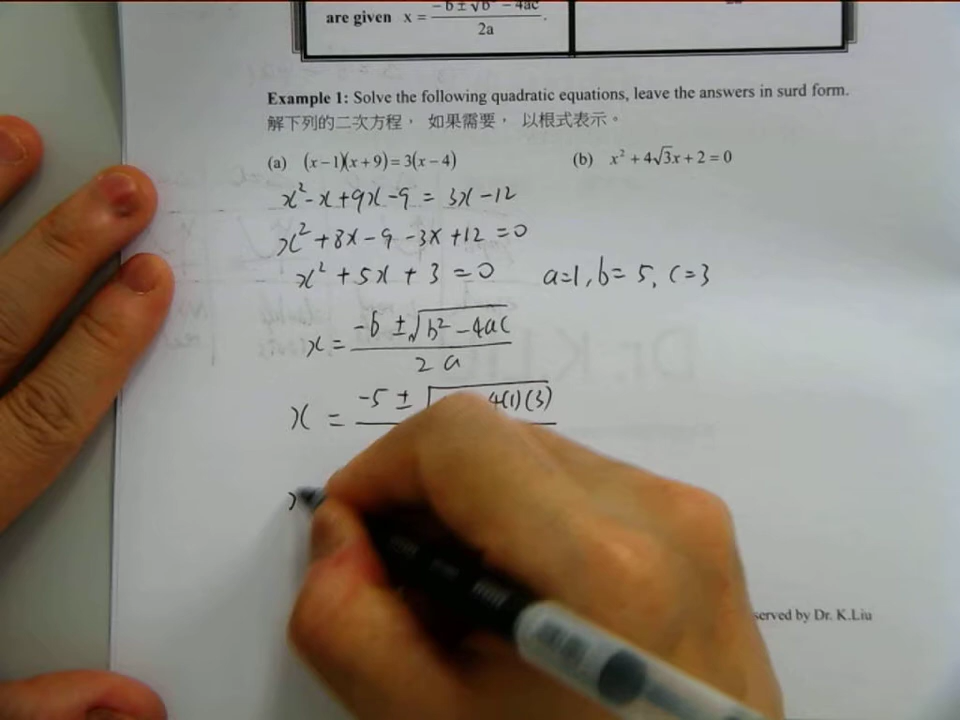 are given x = -b ± √b² - 4ac / 2a .
Example 1: Solve the following quadratic equations, leave the answers in surd form.
解下列的二次方程， 如果需要， 以根式表示。
(a) (x-1)(x+9)=3(x-4) (b) x² + 4√3x + 2 = 0
x² - x + 9x - 9 = 3x - 12
x² + 8x - 9 - 3x + 12 = 0
x² + 5x + 3 = 0 a=1, b= 5, c=3
x = -b ± √b² - 4ac / 2a
x = -5 ± √ 4(1)(3)
x
served by Dr. K.Liu